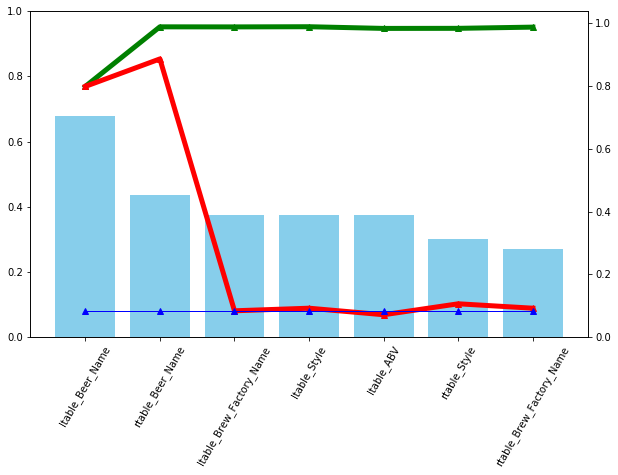 1.0
0.8
0.6
0.4
0.2
0.0
1.0
0.8
0.6
0.4
0.2
0.0
ltable_Beer_Name
rtable_Beer_Name
ltable_Brew_Factory_Name
ltable_Style
ltable_ABV
rtable_Style
rtable_Brew_Factory_Name